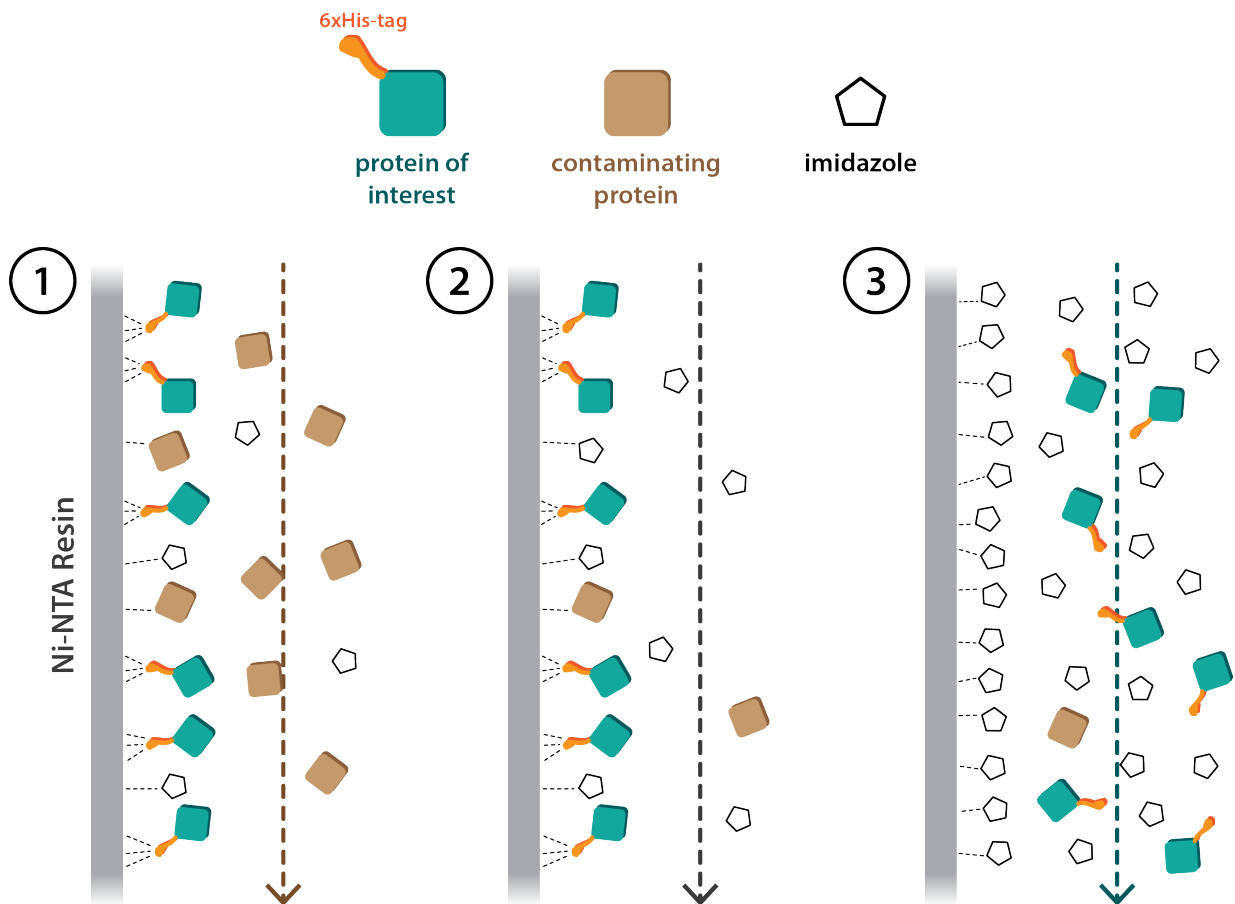 6xHis-tag
protein of
interest
contaminating
protein
imidazole
1
2
3
Ni-NTA Resin